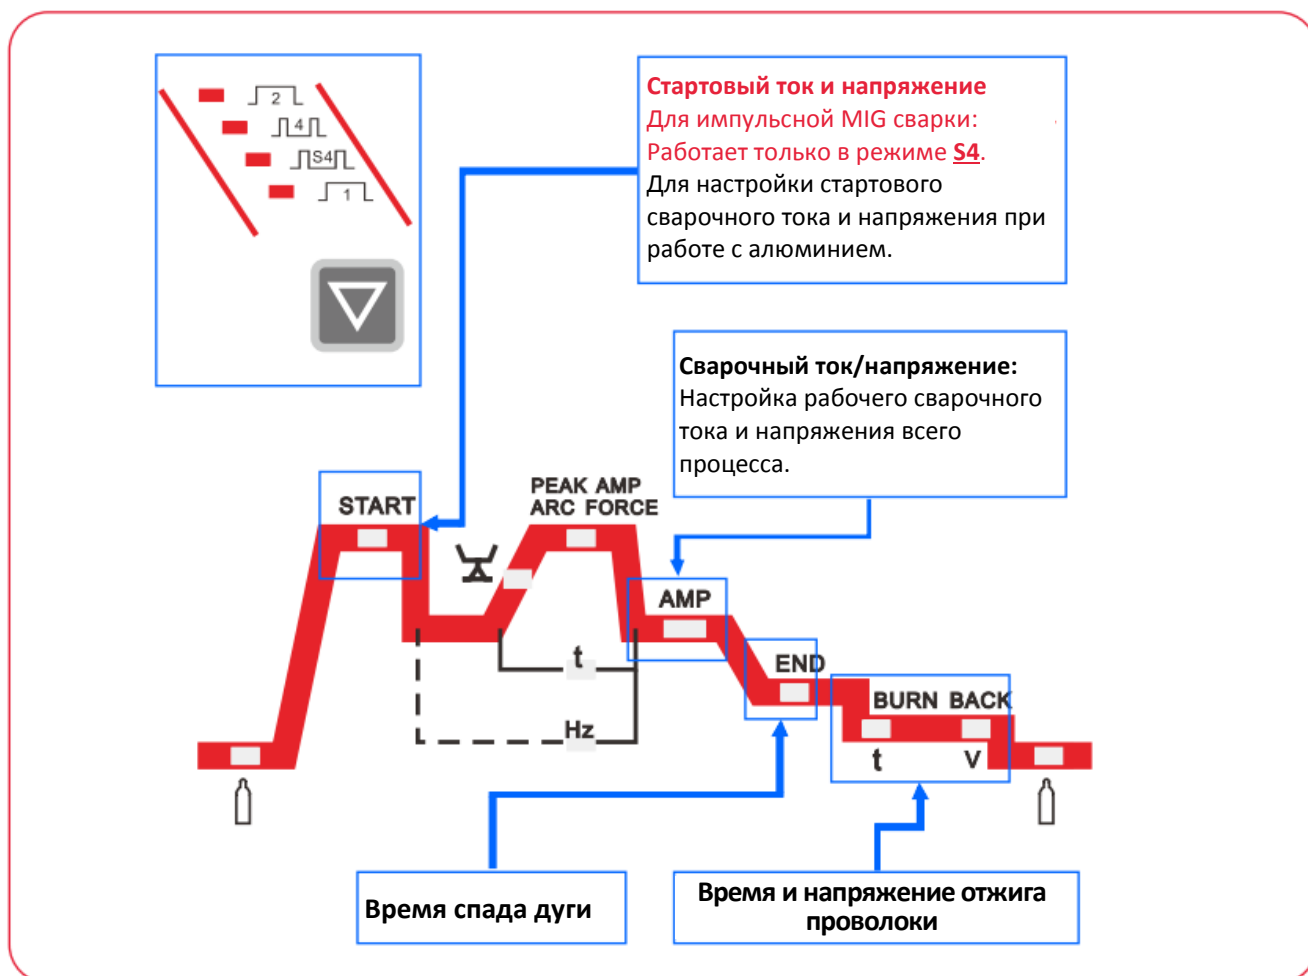 2
4
S4
1
Стартовый ток и напряжение
Для импульсной MIG сварки:
Работает только в режиме S4.
Для настройки стартового
сварочного тока и напряжения при
работе с алюминием.
Сварочный ток/напряжение:
Настройка рабочего сварочного
тока и напряжения всего
процесса.
START
PEAK AMP
ARC FORCE
AMP
t
END
Hz
BURN BACK
t
V
Время спада дуги
Время и напряжение отжига
проволоки